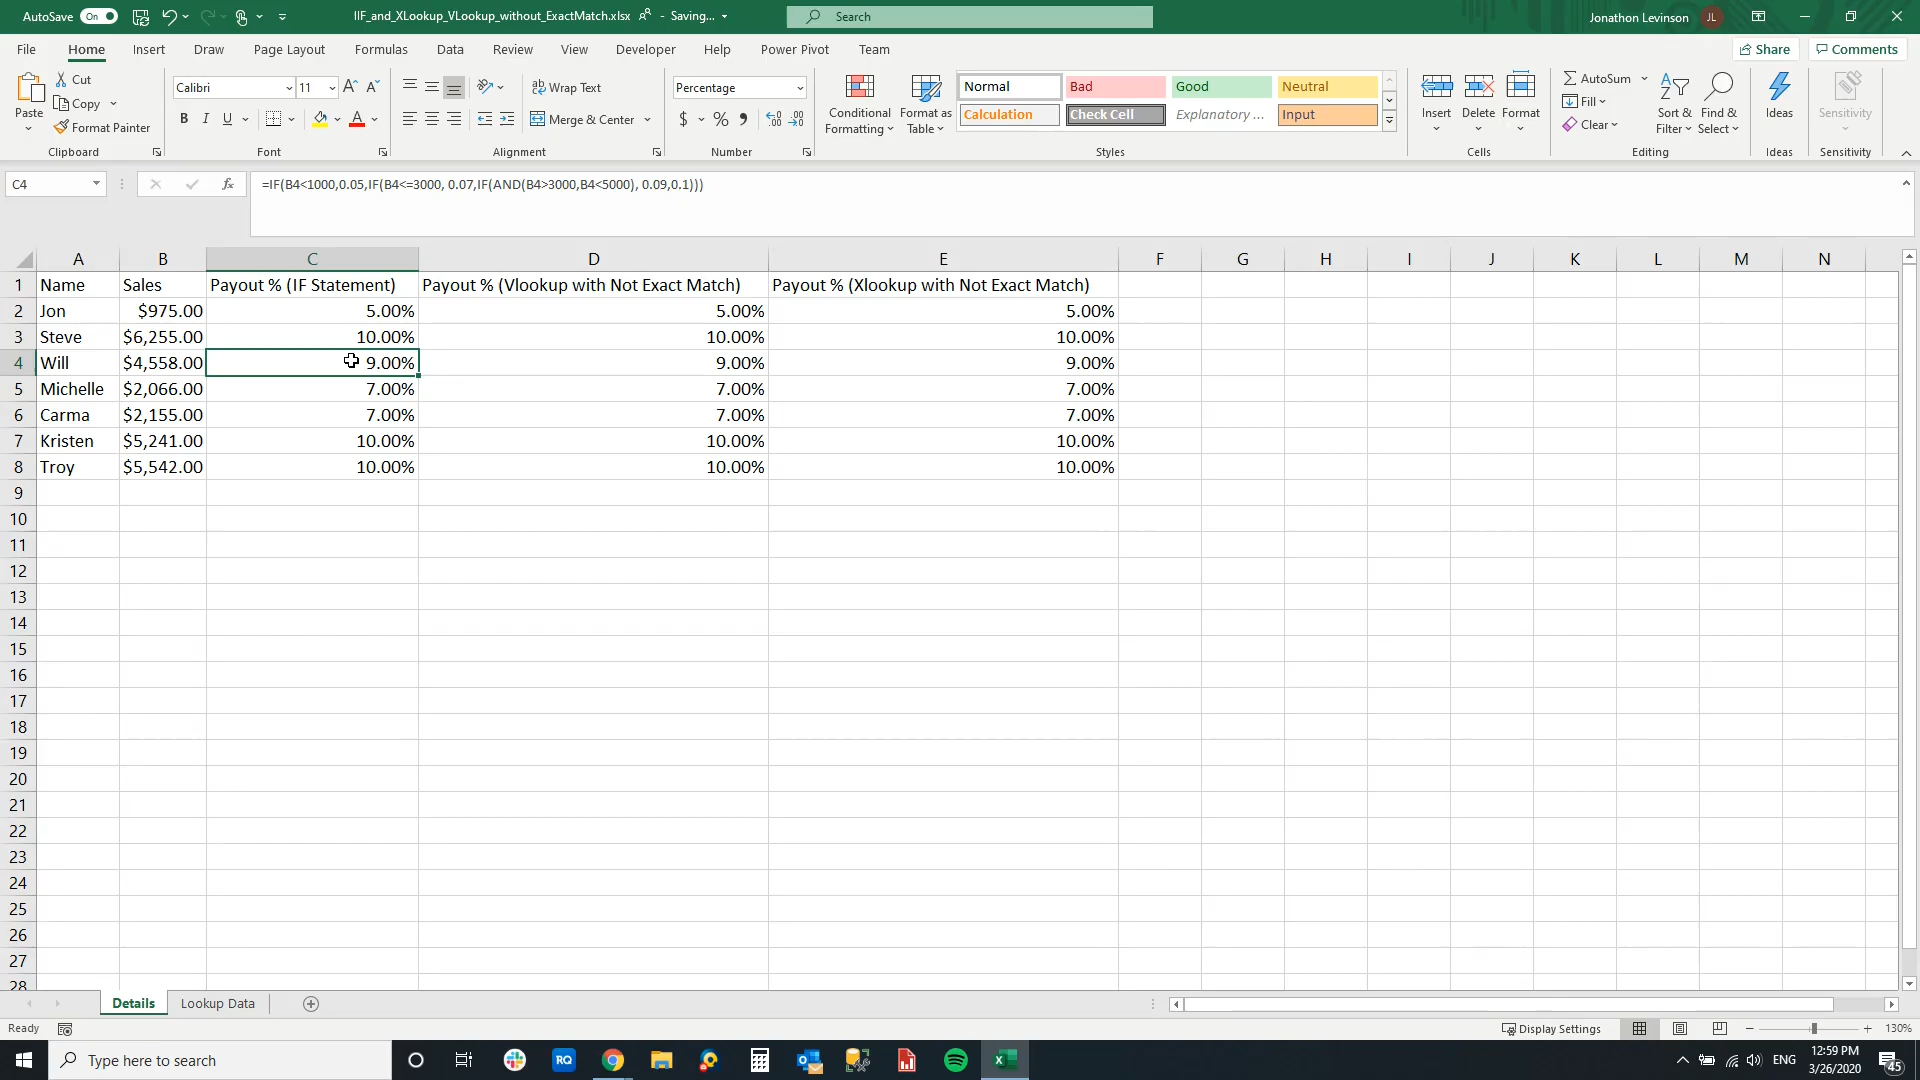 AutoSave On IIF_and_XLookup_VLookup_without_ExactMatch.xlsx - Saving... Search Jonathon Levinson JL
File Home Insert Draw Page Layout Formulas Data Review View Developer Help Power Pivot Team Share Comments
Paste Cut Copy Format Painter Clipboard
Calibri 11 A A B I U A Font
ab Wrap Text Merge & Center Alignment
Percentage $ % Number
Conditional Formatting Format as Table
Normal Bad Good Neutral
Calculation Check Cell Explanatory ... Input
Styles
Insert Delete Format Cells
AutoSum Fill Clear Sort & Filter Find & Select Editing
Ideas Ideas
Sensitivity Sensitivity
C4 fx =IF(B4<1000,0.05,IF(B4<=3000, 0.07,IF(AND(B4>3000,B4<5000), 0.09,0.1)))
A B C D E F G H I J K L M N
1 Name Sales Payout % (IF Statement) Payout % (Vlookup with Not Exact Match) Payout % (Xlookup with Not Exact Match)
2 Jon $975.00 5.00% 5.00% 5.00%
3 Steve $6,255.00 10.00% 10.00% 10.00%
4 Will $4,558.00 9.00% 9.00% 9.00%
5 Michelle $2,066.00 7.00% 7.00% 7.00%
6 Carma $2,155.00 7.00% 7.00% 7.00%
7 Kristen $5,241.00 10.00% 10.00% 10.00%
8 Troy $5,542.00 10.00% 10.00% 10.00%
9
10
11
12
13
14
15
16
17
18
19
20
21
22
23
24
25
26
27
28
Details Lookup Data
Ready Display Settings 130%
Type here to search RQ ENG 12:59 PM 45
3/26/2020